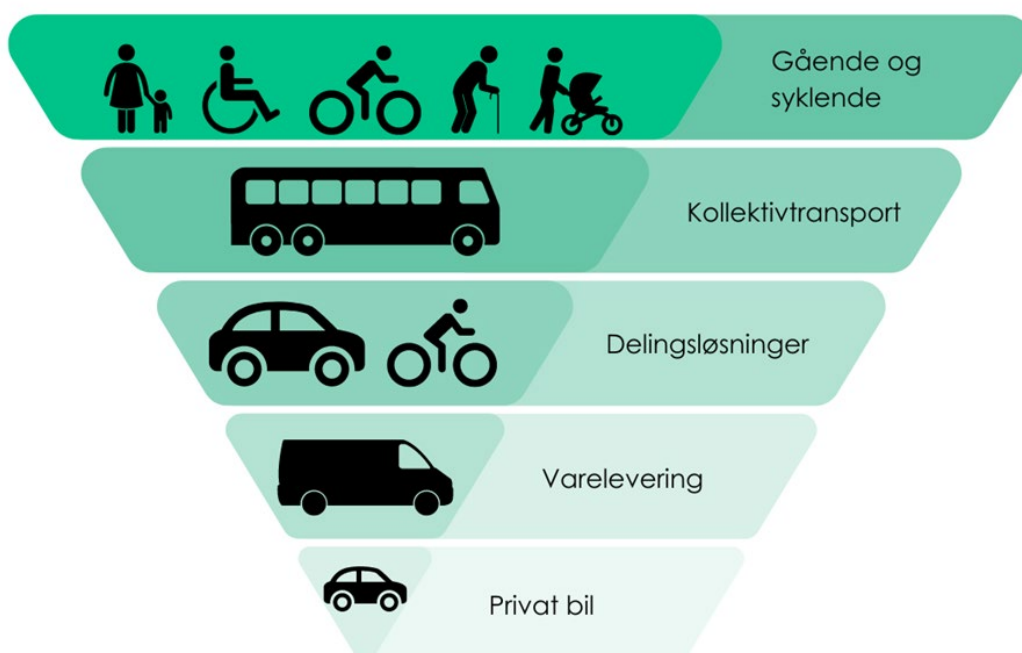 Gående og
syklende
Kollektivtransport
Delingsløsninger
Varelevering
Privat bil